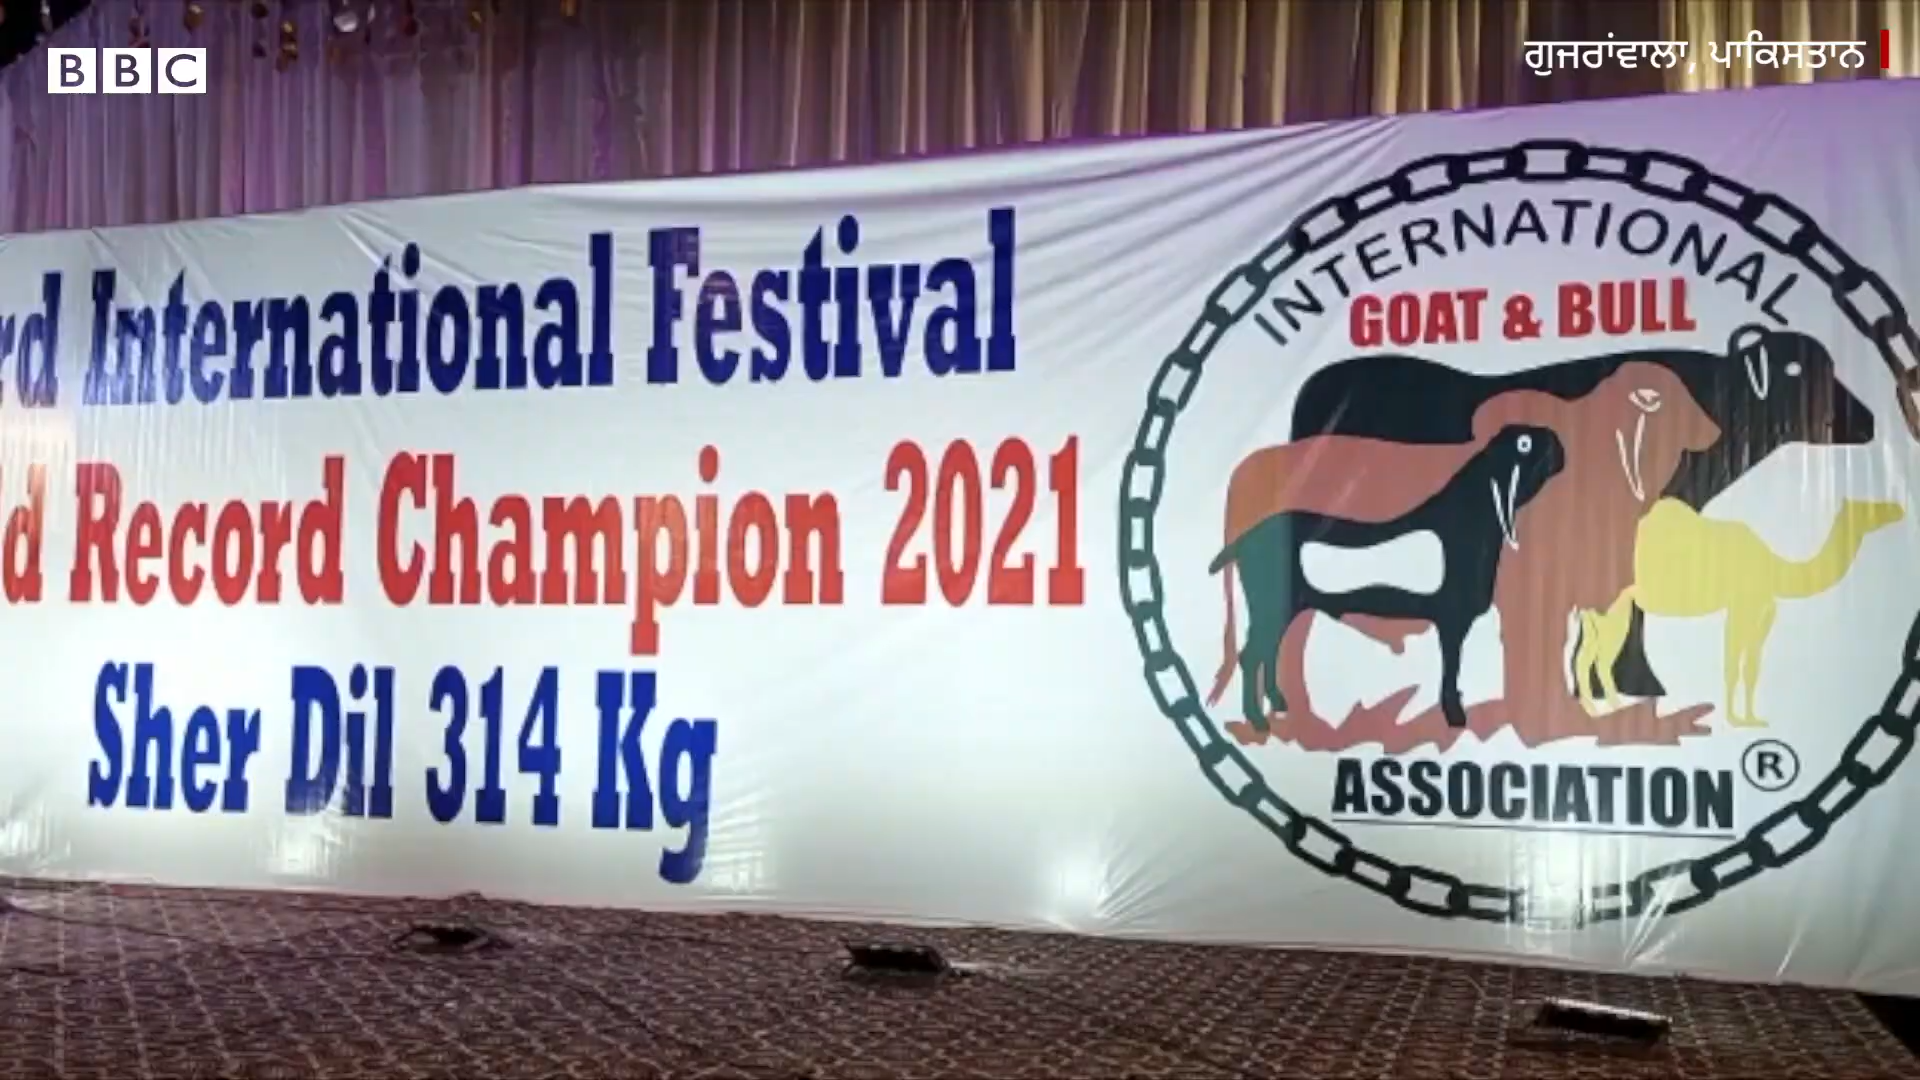 BBC
ਗੁਜਰਾਂਵਾਲਾ, ਪਾਕਿਸਤਾਨ
International Festival
Record Champion 2021
Sher Dil 314 Kg
INTERNATIONAL
GOAT & BULL
ASSOCIATION ®